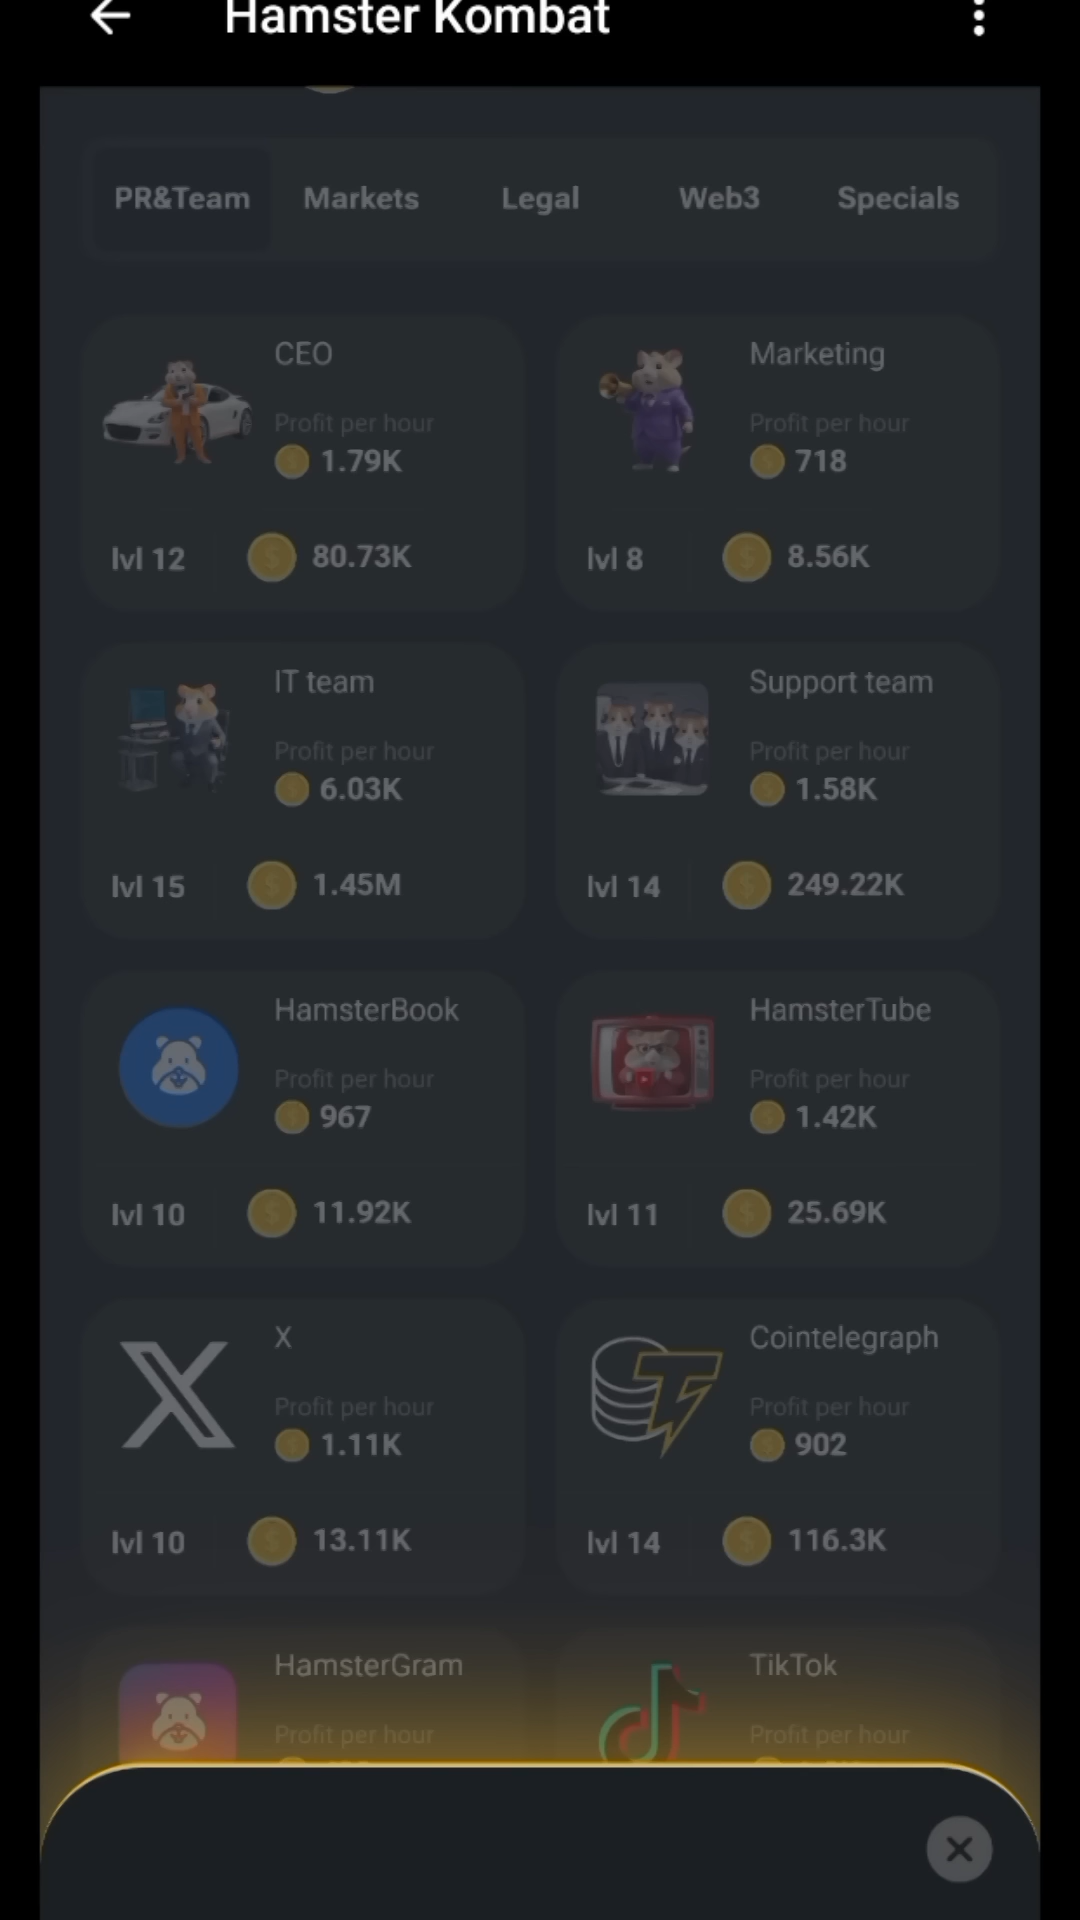 Hamster Kombat
PR&Team Markets Legal Web3 Specials
CEO
Profit per hour
1.79K
lvl 12 80.73K
Marketing
Profit per hour
718
lvl 8 8.56K
IT team
Profit per hour
6.03K
lvl 15 1.45M
Support team
Profit per hour
1.58K
lvl 14 249.22K
HamsterBook
Profit per hour
967
lvl 10 11.92K
HamsterTube
Profit per hour
1.42K
lvl 11 25.69K
X
Profit per hour
1.11K
lvl 10 13.11K
Cointelegraph
Profit per hour
902
lvl 14 116.3K
HamsterGram
Profit per hour
TikTok
Profit per hour